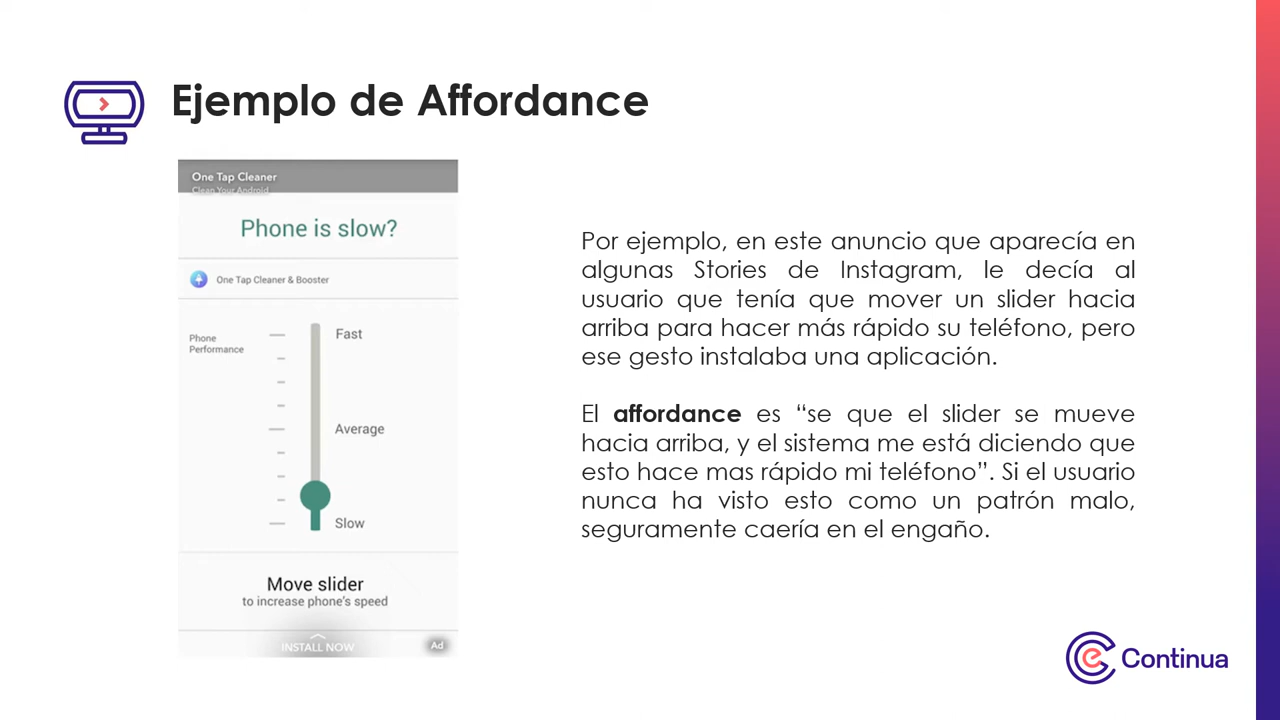 Ejemplo de Affordance
One Tap Cleaner
Clean Your Android
Phone is slow?
One Tap Cleaner & Booster
Phone
Performance
Fast
Average
Slow
Move slider
to increase phone's speed
INSTALL NOW
Ad
Por ejemplo, en este anuncio que aparecía en
algunas Stories de Instagram, le decía al
usuario que tenía que mover un slider hacia
arriba para hacer más rápido su teléfono, pero
ese gesto instalaba una aplicación.
El affordance es “se que el slider se mueve
hacia arriba, y el sistema me está diciendo que
esto hace mas rápido mi teléfono”. Si el usuario
nunca ha visto esto como un patrón malo,
seguramente caería en el engaño.
Continua